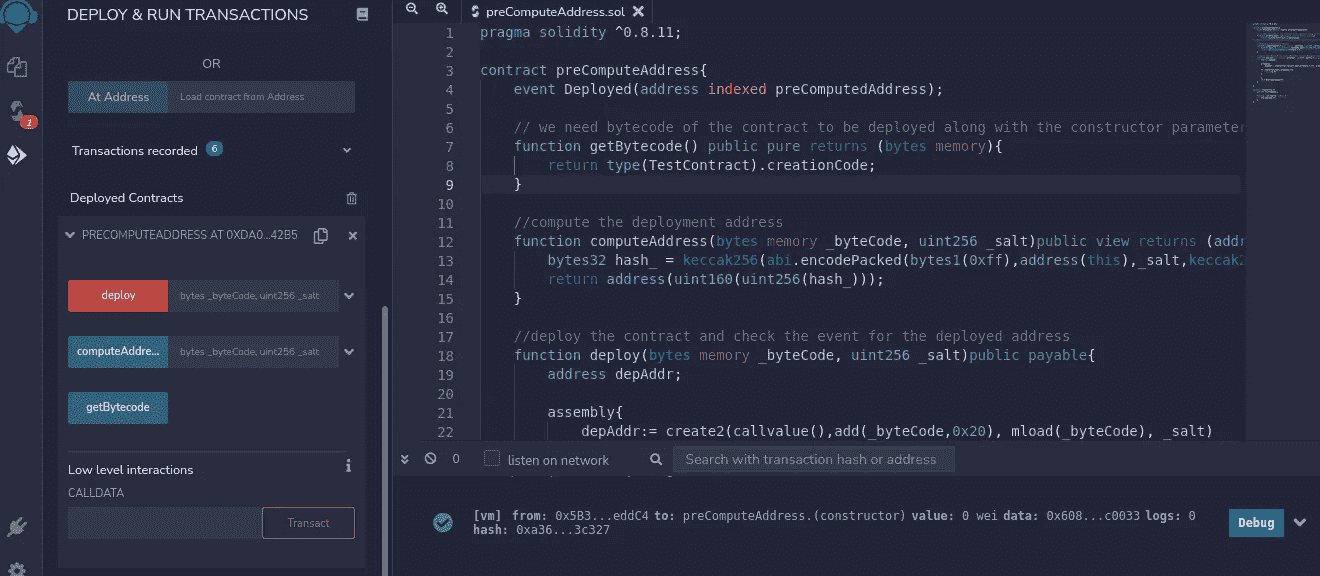 DEPLOY & RUN TRANSACTIONS
OR
At Address Load contract from Address
1
Transactions recorded 6
Deployed Contracts
PRECOMPUTEADDRESS AT 0XDA0...42B5
deploy bytes _byteCode, uint256 _salt
computeAddre... bytes _byteCode, uint256 _salt
getBytecode
Low level interactions
CALLDATA
Transact
preComputeAddress.sol
1 pragma solidity ^0.8.11;
2
3 contract preComputeAddress{
4 event Deployed(address indexed preComputedAddress);
5
6 // we need bytecode of the contract to be deployed along with the constructor parameter
7 function getBytecode() public pure returns (bytes memory){
8 return type(TestContract).creationCode;
9 }
10
11 //compute the deployment address
12 function computeAddress(bytes memory _byteCode, uint256 _salt)public view returns (addr
13 bytes32 hash_ = keccak256(abi.encodePacked(bytes1(0xff),address(this),_salt,keccak2
14 return address(uint160(uint256(hash_)));
15 }
16
17 //deploy the contract and check the event for the deployed address
18 function deploy(bytes memory _byteCode, uint256 _salt)public payable{
19 address depAddr;
20
21 assembly{
22 depAddr:= create2(callvalue(),add(_byteCode,0x20), mload(_byteCode), _salt)
0 listen on network Search with transaction hash or address
[vm] from: 0x5B3...eddC4 to: preComputeAddress.(constructor) value: 0 wei data: 0x608...c0033 logs: 0
hash: 0xa36...3c327
Debug